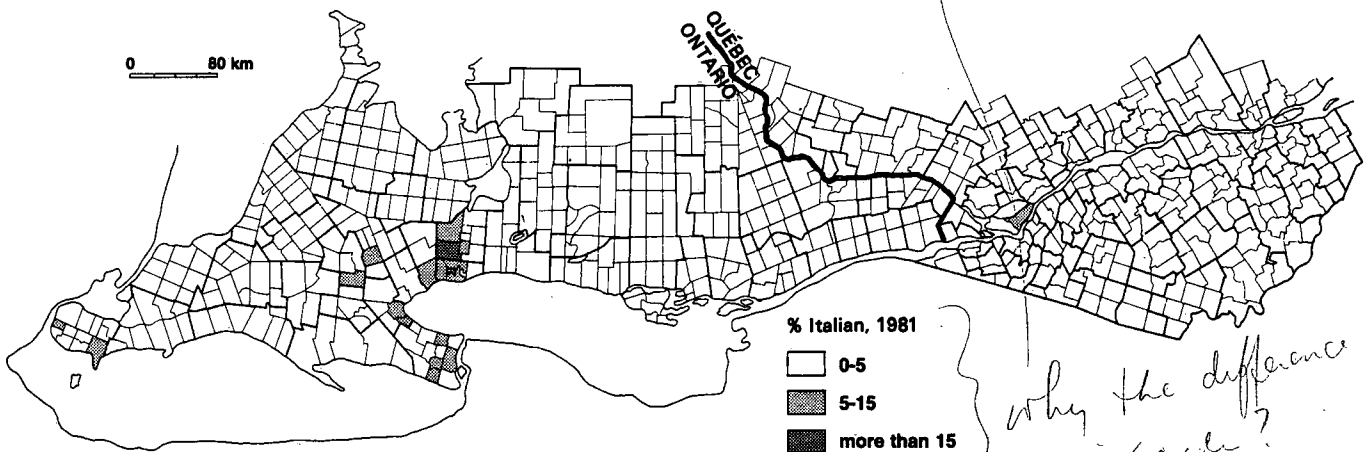 0 80 km
QUÉBEC
ONTARIO
% Italian, 1981
0-5
5-15
more than 15
why the difference
?